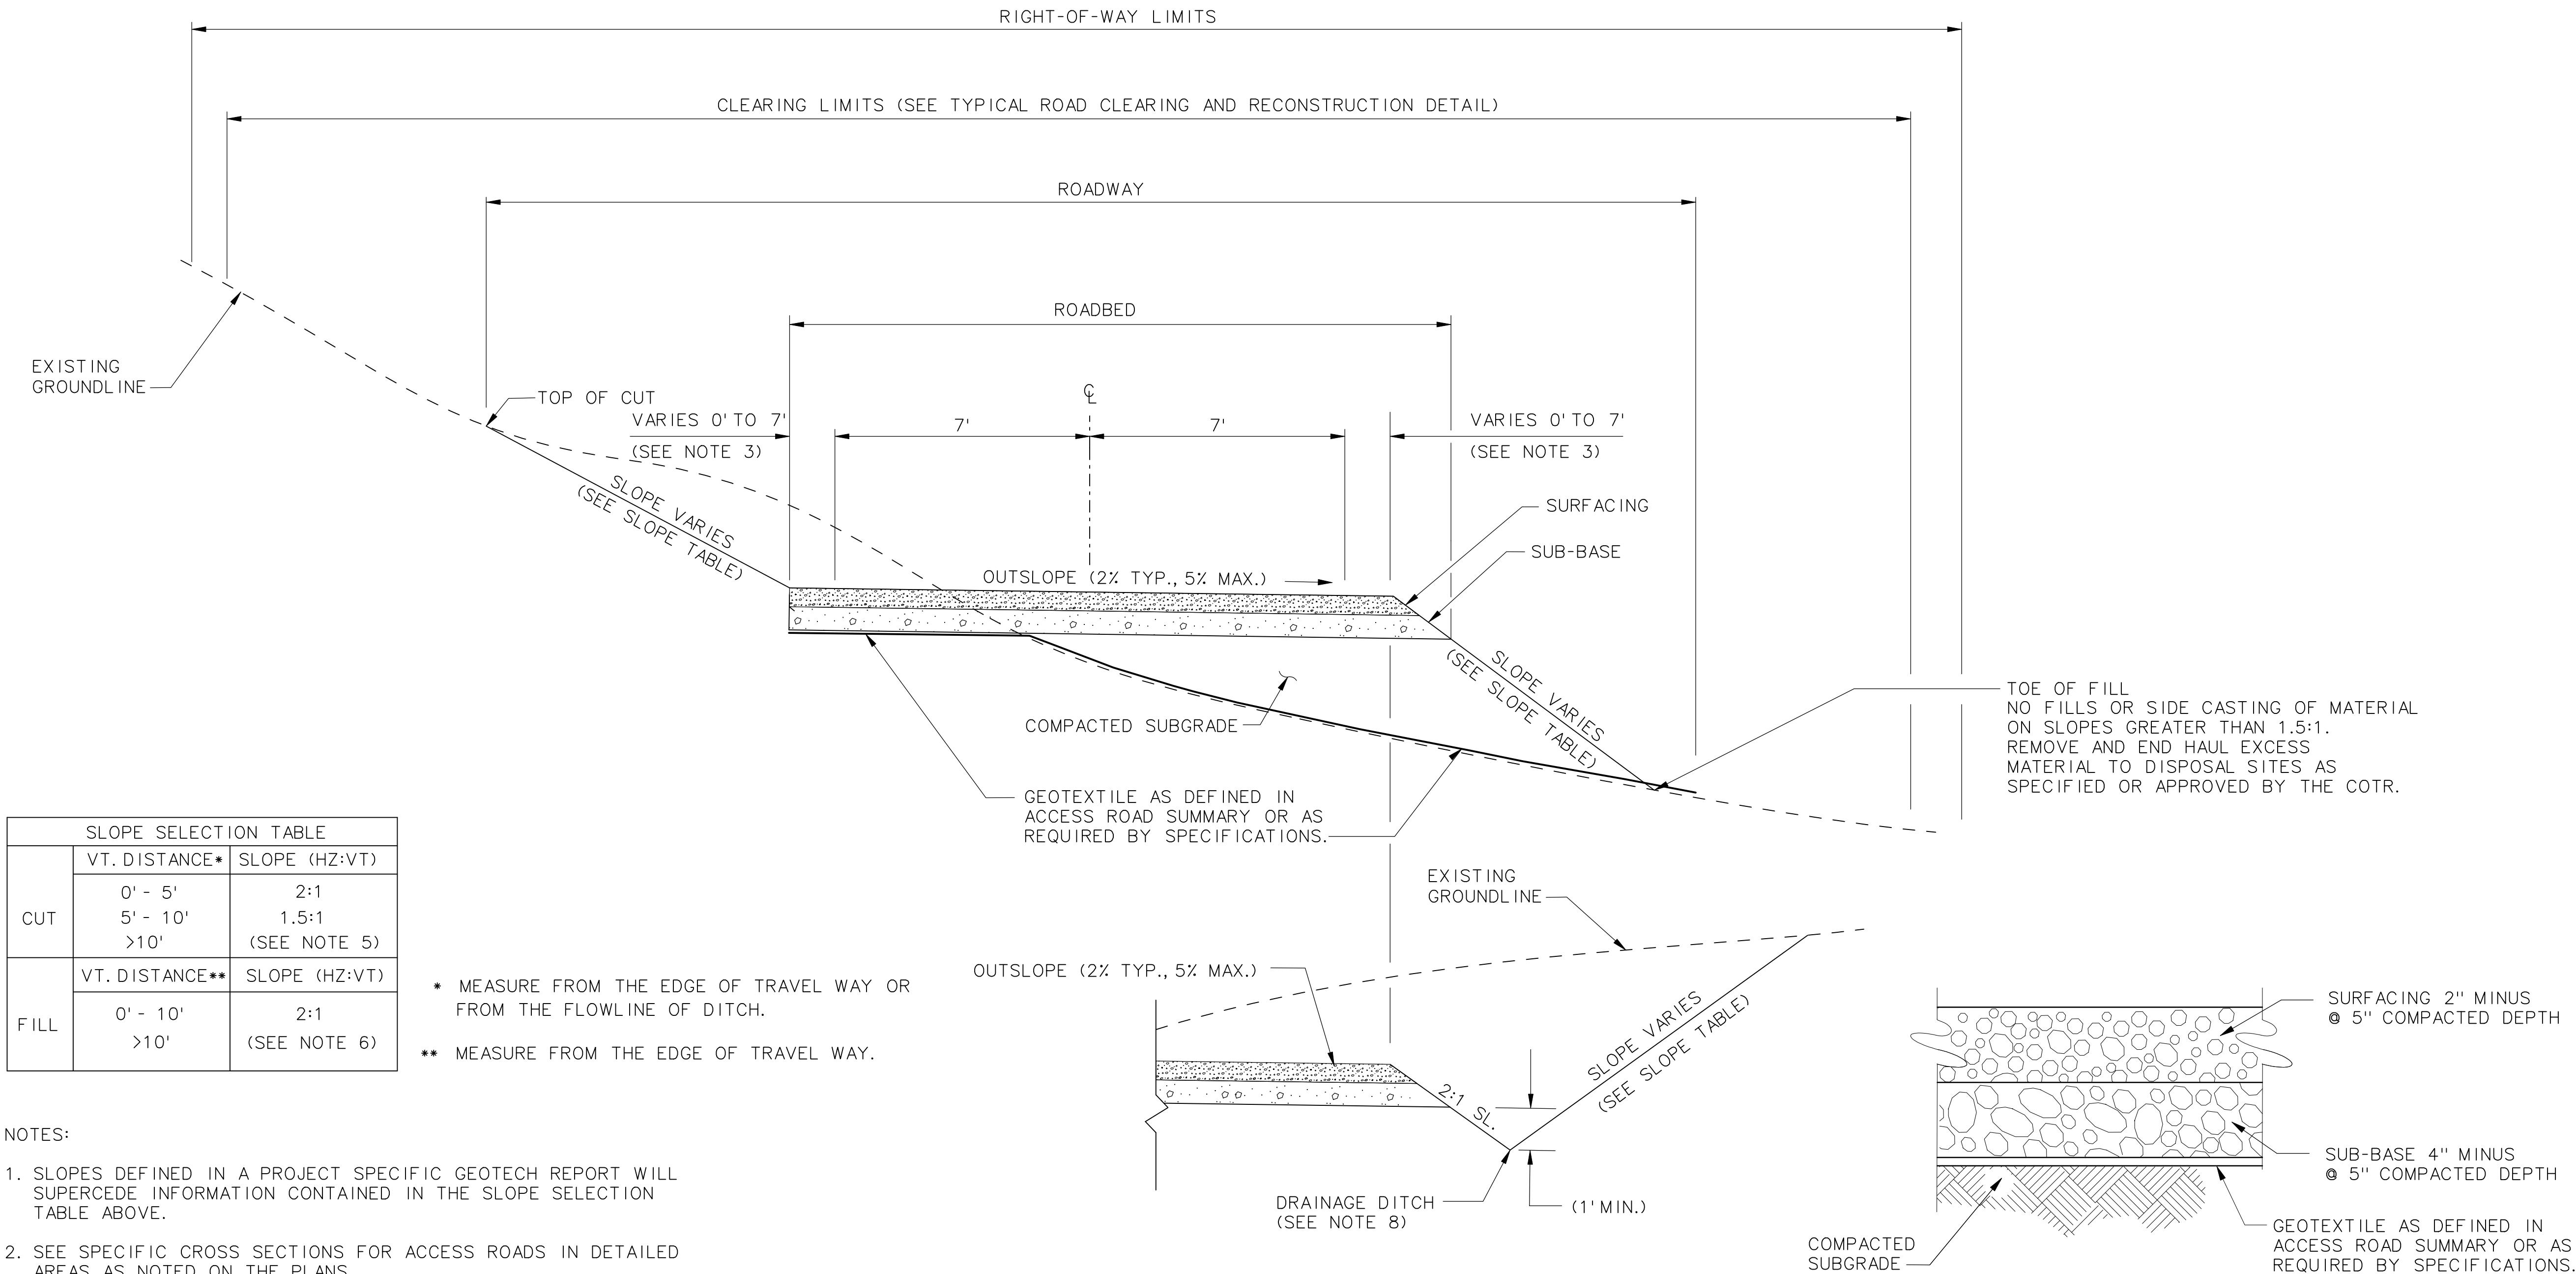 RIGHT-OF-WAY LIMITS
CLEARING LIMITS (SEE TYPICAL ROAD CLEARING AND RECONSTRUCTION DETAIL)
ROADWAY
ROADBED
EXISTING
GROUNDLINE
TOP OF CUT
VARIES 0' TO 7'
(SEE NOTE 3)
7'
℄
7'
VARIES 0' TO 7'
(SEE NOTE 3)
SLOPE VARIES
(SEE SLOPE TABLE)
SURFACING
SUB-BASE
OUTSLOPE (2% TYP., 5% MAX.)
SLOPE VARIES
(SEE SLOPE TABLE)
COMPACTED SUBGRADE
TOE OF FILL
NO FILLS OR SIDE CASTING OF MATERIAL
ON SLOPES GREATER THAN 1.5:1.
REMOVE AND END HAUL EXCESS
MATERIAL TO DISPOSAL SITES AS
SPECIFIED OR APPROVED BY THE COTR.
GEOTEXTILE AS DEFINED IN
ACCESS ROAD SUMMARY OR AS
REQUIRED BY SPECIFICATIONS.
SLOPE SELECTION TABLE
VT. DISTANCE* SLOPE (HZ:VT)
CUT
0' - 5' 2:1
5' - 10' 1.5:1
>10' (SEE NOTE 5)
VT. DISTANCE** SLOPE (HZ:VT)
FILL
0' - 10' 2:1
>10' (SEE NOTE 6)
* MEASURE FROM THE EDGE OF TRAVEL WAY OR
FROM THE FLOWLINE OF DITCH.
** MEASURE FROM THE EDGE OF TRAVEL WAY.
EXISTING
GROUNDLINE
OUTSLOPE (2% TYP., 5% MAX.)
2:1 SL.
SLOPE VARIES
(SEE SLOPE TABLE)
DRAINAGE DITCH
(SEE NOTE 8)
(1' MIN.)
SURFACING 2" MINUS
@ 5" COMPACTED DEPTH
SUB-BASE 4" MINUS
@ 5" COMPACTED DEPTH
COMPACTED
SUBGRADE
GEOTEXTILE AS DEFINED IN
ACCESS ROAD SUMMARY OR AS
REQUIRED BY SPECIFICATIONS.
NOTES:
1. SLOPES DEFINED IN A PROJECT SPECIFIC GEOTECH REPORT WILL
SUPERCEDE INFORMATION CONTAINED IN THE SLOPE SELECTION
TABLE ABOVE.
2. SEE SPECIFIC CROSS SECTIONS FOR ACCESS ROADS IN DETAILED
AREAS AS NOTED ON THE PLANS